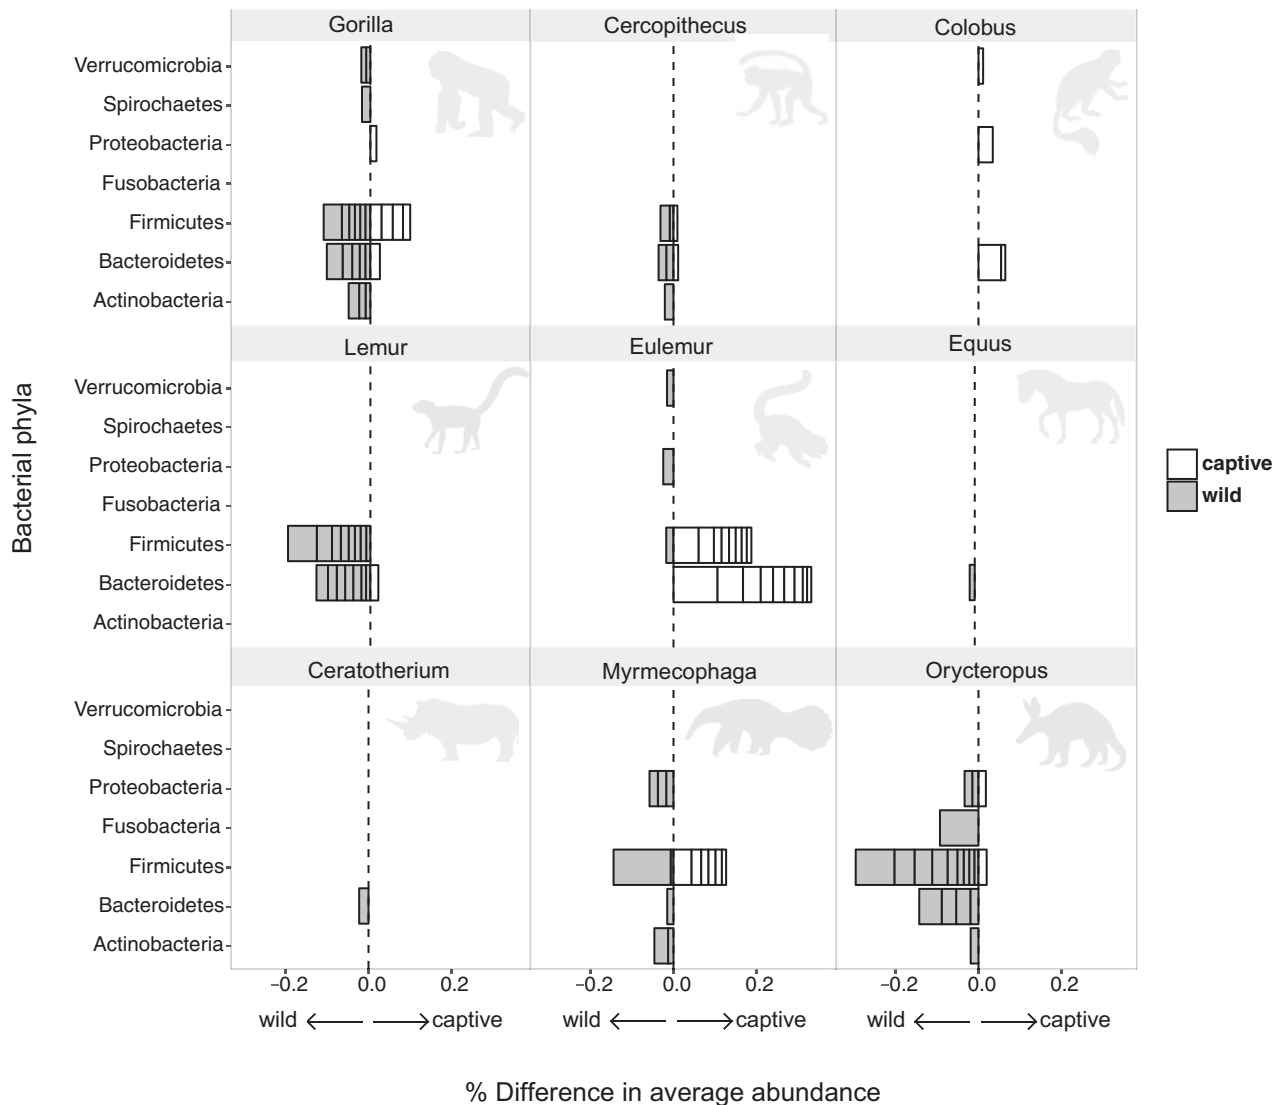 Gorilla Cercopithecus Colobus
Verrucomicrobia
Spirochaetes
Proteobacteria
Fusobacteria
Firmicutes
Bacteroidetes
Actinobacteria
Lemur Eulemur Equus
Verrucomicrobia
Spirochaetes
Proteobacteria
Fusobacteria
Firmicutes
Bacteroidetes
Actinobacteria
Bacterial phyla
captive
wild
Ceratotherium Myrmecophaga Orycteropus
Verrucomicrobia
Spirochaetes
Proteobacteria
Fusobacteria
Firmicutes
Bacteroidetes
Actinobacteria
−0.2 0.0 0.2 −0.2 0.0 0.2 −0.2 0.0 0.2
wild captive wild captive wild captive
% Difference in average abundance